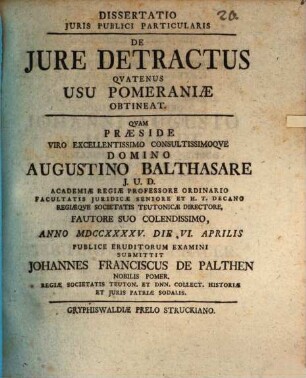 DISSERTATIO
JURIS PUBLICI PARTICULARIS
20
DE
JURE DETRACTUS
QVATENUS
USU POMERANIÆ
OBTINEAT,
QVAM
PRÆSIDE
VIRO EXCELLENTISSIMO CONSULTISSIMOQVE
DOMINO
AUGUSTINO BALTHASARE
J. U. D.
ACADEMIÆ REGIÆ PROFESSORE ORDINARIO
FACULTATIS JURIDICÆ SENIORE ET H. T. DECANO
REGIÆQUE SOCIETATIS TEUTONICÆ DIRECTORE,
FAUTORE SUO COLENDISSIMO,
ANNO MDCCXXXXV. DIE VI. APRILIS
PUBLICE ERUDITORUM EXAMINI
SUBMITTIT
JOHANNES FRANCISCUS DE PALTHEN
NOBILIS POMER.
REGIÆ SOCIETATIS TEUTON. ET DNN. COLLECT. HISTORIÆ
ET JURIS PATRIÆ SODALIS.
GRYPHISWALDIÆ PRELO STRUCKIANO.